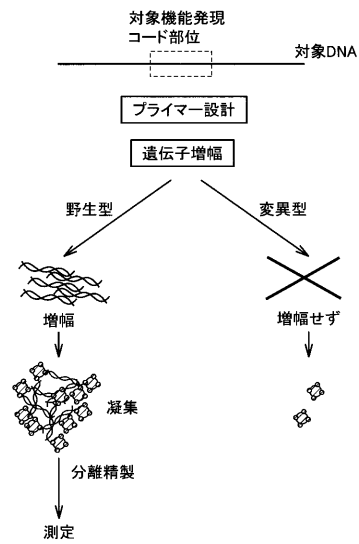 対象機能発現
コード部位
対象DNA
プライマー設計
遺伝子増幅
野生型
変異型
増幅
増幅せず
凝集
分離精製
測定